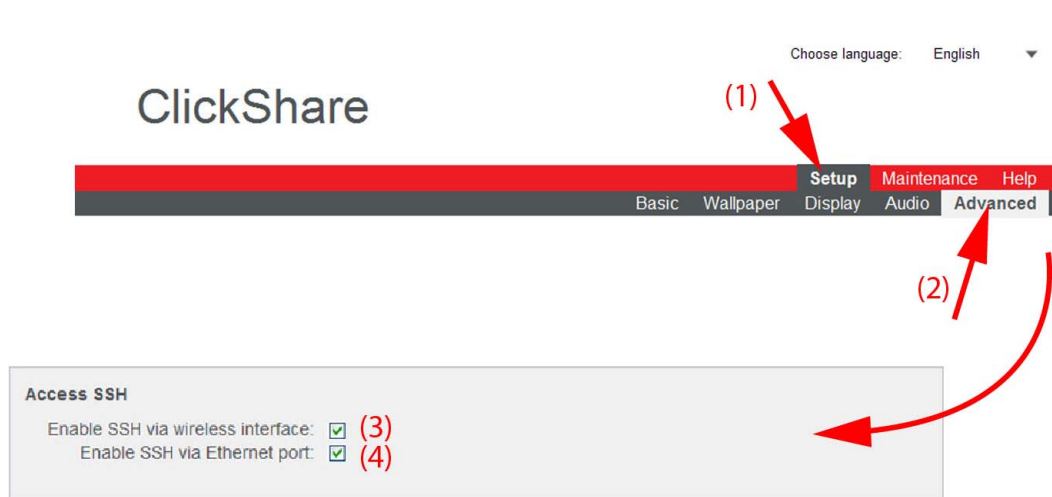 Choose language: English
ClickShare
(1)
Setup Maintenance Help
Basic Wallpaper Display Audio Advanced
(2)
Access SSH
Enable SSH via wireless interface: (3)
Enable SSH via Ethernet port: (4)